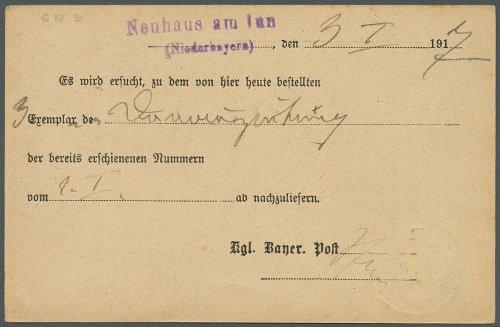 Neuhaus am Inn
(Niederbayern)
, den 3 I 1917
Es wird ersucht, zu dem von hier heute bestellten
3 Exemplar de
der bereits erschienenen Nummern
vom 1. I. ab nachzuliefern.
Kgl. Bayer. Post